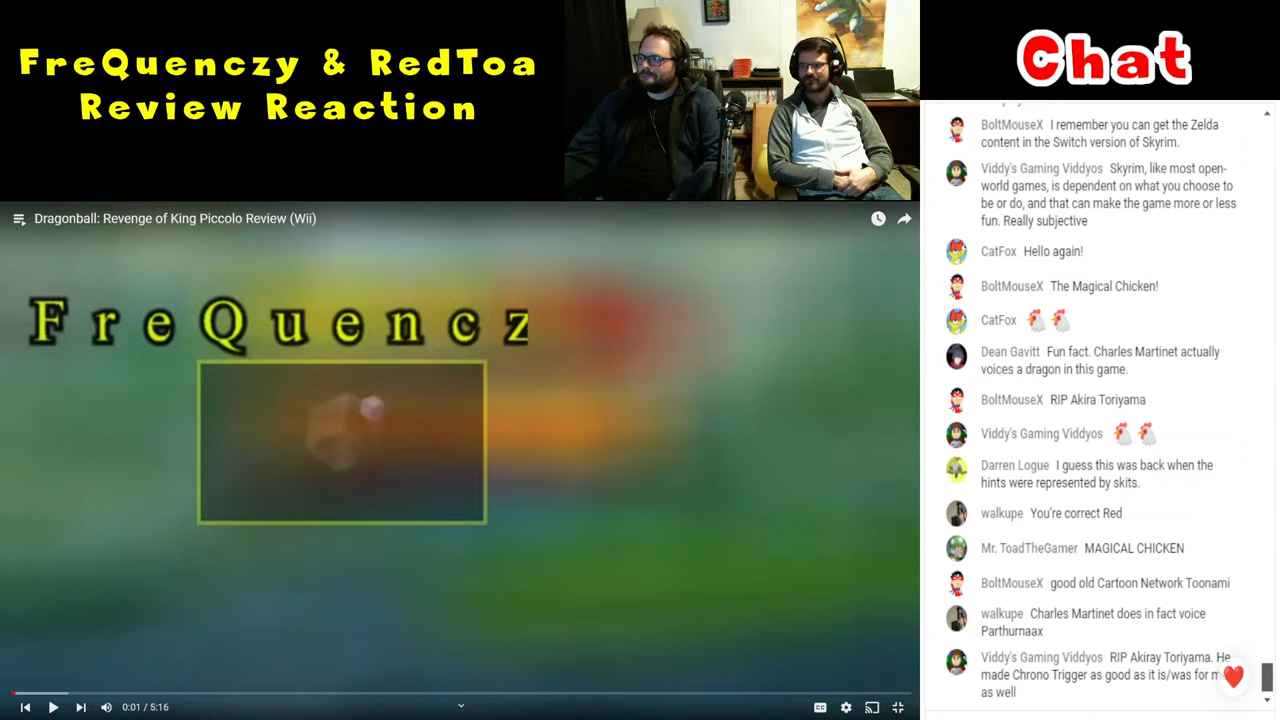 FreQuenczy & RedToa
Review Reaction
Chat
Dragonball: Revenge of King Piccolo Review (Wii)
FreQuencz
0:01 / 5:16
BoltMouseX I remember you can get the Zelda
content in the Switch version of Skyrim.
Viddy's Gaming Viddyos Skyrim, like most open-
world games, is dependent on what you choose to
be or do, and that can make the game more or less
fun. Really subjective
CatFox Hello again!
BoltMouseX The Magical Chicken!
CatFox
Dean Gavitt Fun fact. Charles Martinet actually
voices a dragon in this game.
BoltMouseX RIP Akira Toriyama
Viddy's Gaming Viddyos
Darren Logue I guess this was back when the
hints were represented by skits.
walkupe You're correct Red
Mr. ToadTheGamer MAGICAL CHICKEN
BoltMouseX good old Cartoon Network Toonami
walkupe Charles Martinet does in fact voice
Parthurnaax
Viddy's Gaming Viddyos RIP Akiray Toriyama. He
made Chrono Trigger as good as it is/was for
as well